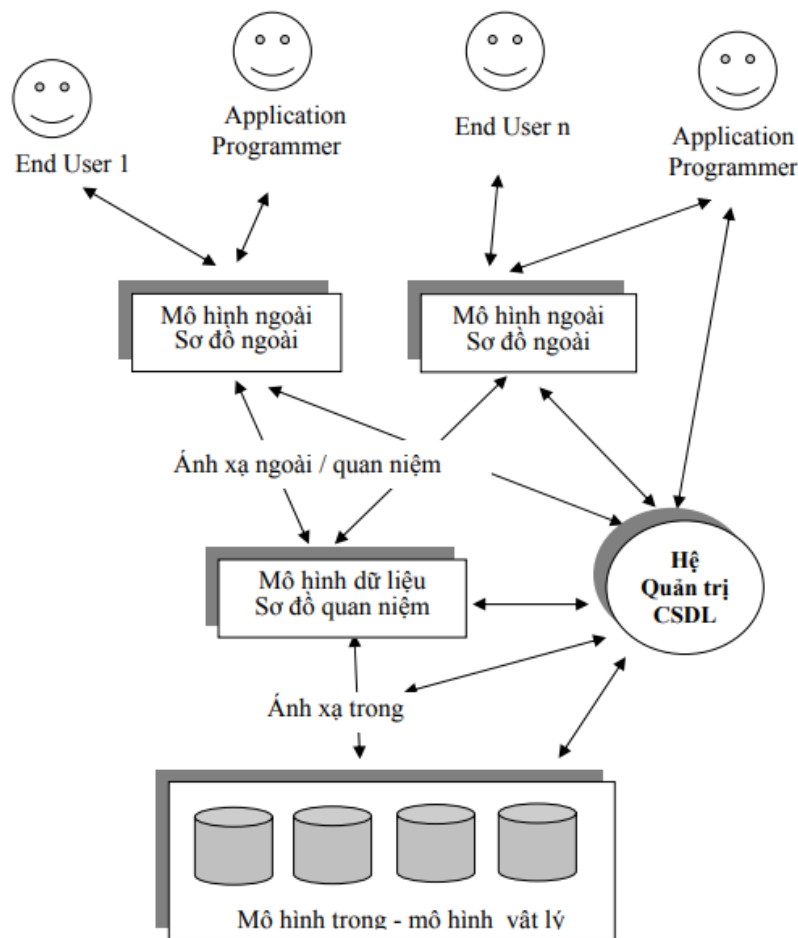 End User 1
Application
Programmer
End User n
Application
Programmer
Mô hình ngoài
Sơ đồ ngoài
Mô hình ngoài
Sơ đồ ngoài
Ánh xạ ngoài / quan niệm
Mô hình dữ liệu
Sơ đồ quan niệm
Hệ
Quản trị
CSDL
Ánh xạ trong
Mô hình trong - mô hình vật lý